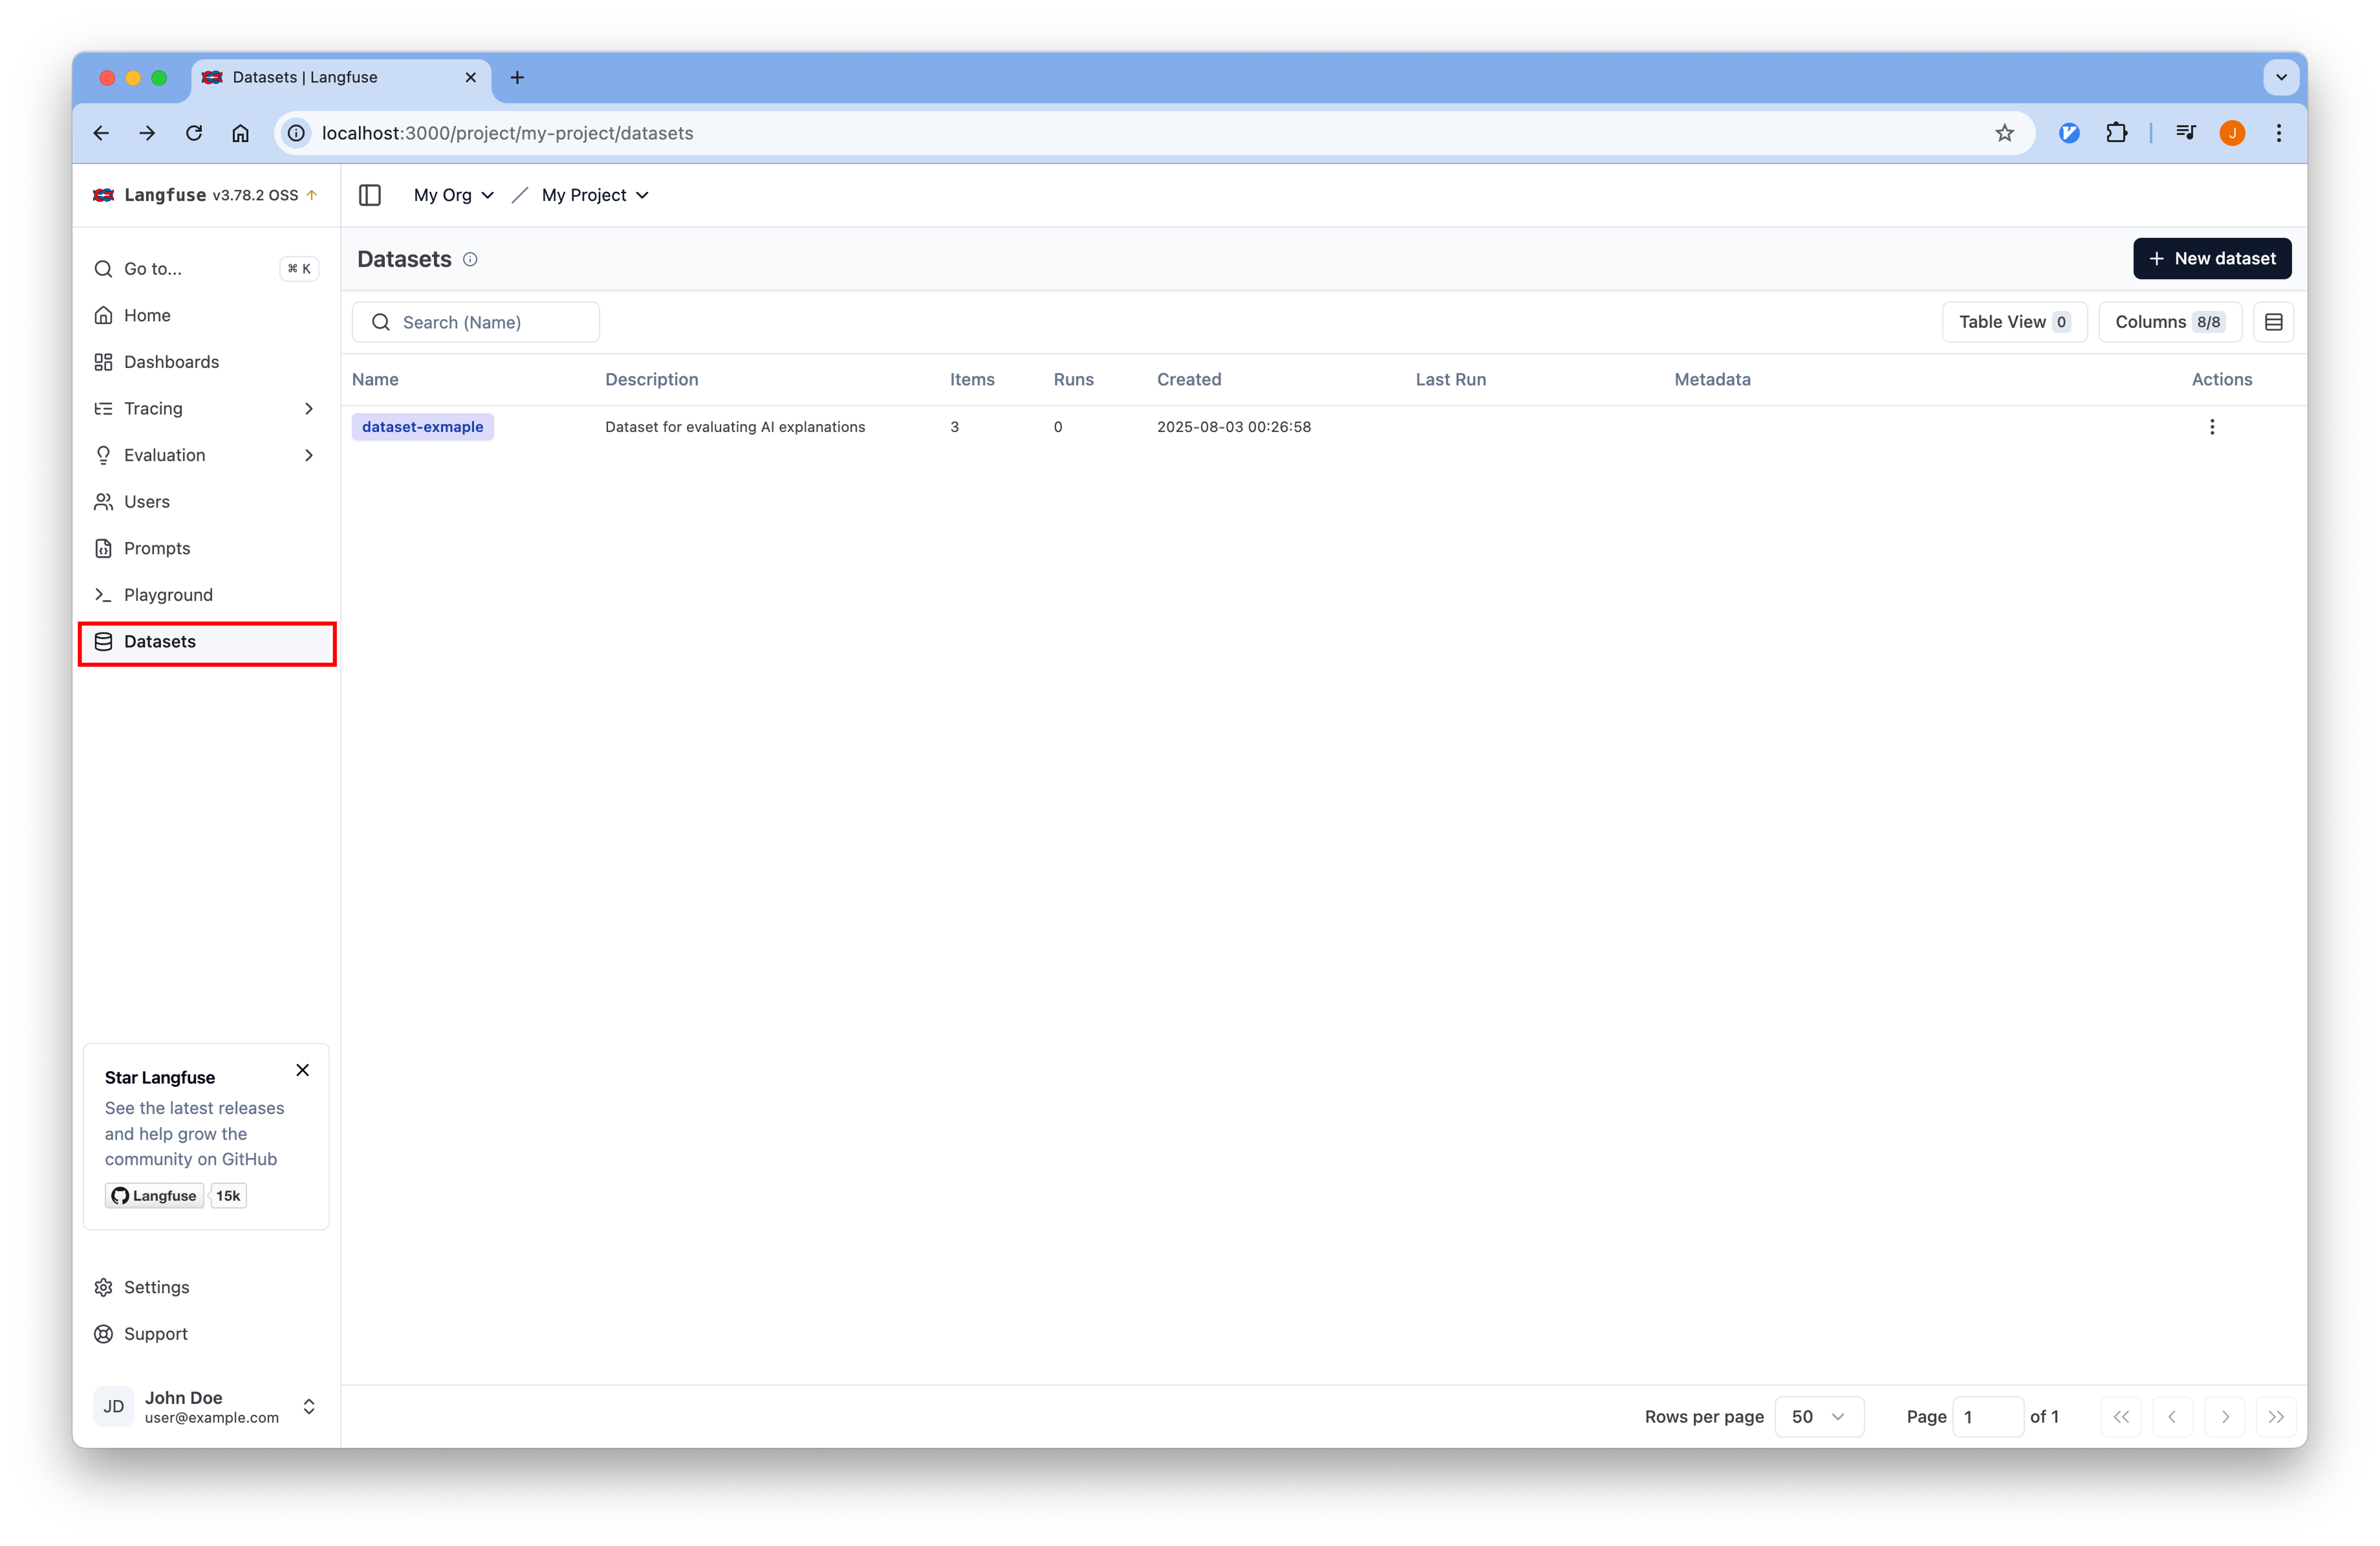 Datasets | Langfuse
localhost:3000/project/my-project/datasets
J
Langfuse v3.78.2 OSS
My Org
My Project
Go to...
⌘ K
Home
Dashboards
Tracing
Evaluation
Users
Prompts
Playground
Datasets
Datasets
New dataset
Search (Name)
Table View 0
Columns 8/8
Name Description Items Runs Created Last Run Metadata Actions
dataset-exmaple Dataset for evaluating AI explanations 3 0 2025-08-03 00:26:58
Star Langfuse
See the latest releases
and help grow the
community on GitHub
Langfuse 15k
Settings
Support
JD
John Doe
user@example.com
Rows per page 50 Page 1 of 1